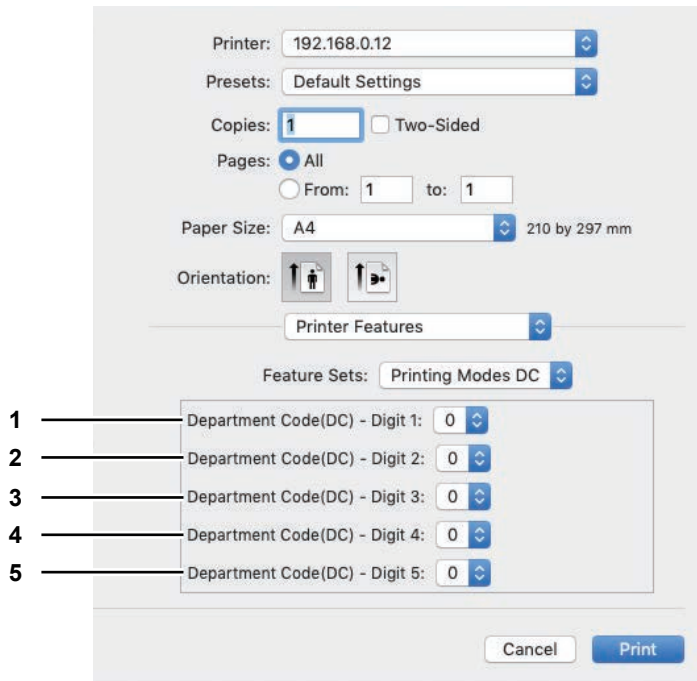 Printer: 192.168.0.12
Presets: Default Settings
Copies: 1 Two-Sided
Pages: All
From: 1 to: 1
Paper Size: A4 210 by 297 mm
Orientation:
Printer Features
Feature Sets: Printing Modes DC
1 Department Code(DC) - Digit 1: 0
2 Department Code(DC) - Digit 2: 0
3 Department Code(DC) - Digit 3: 0
4 Department Code(DC) - Digit 4: 0
5 Department Code(DC) - Digit 5: 0
Cancel Print